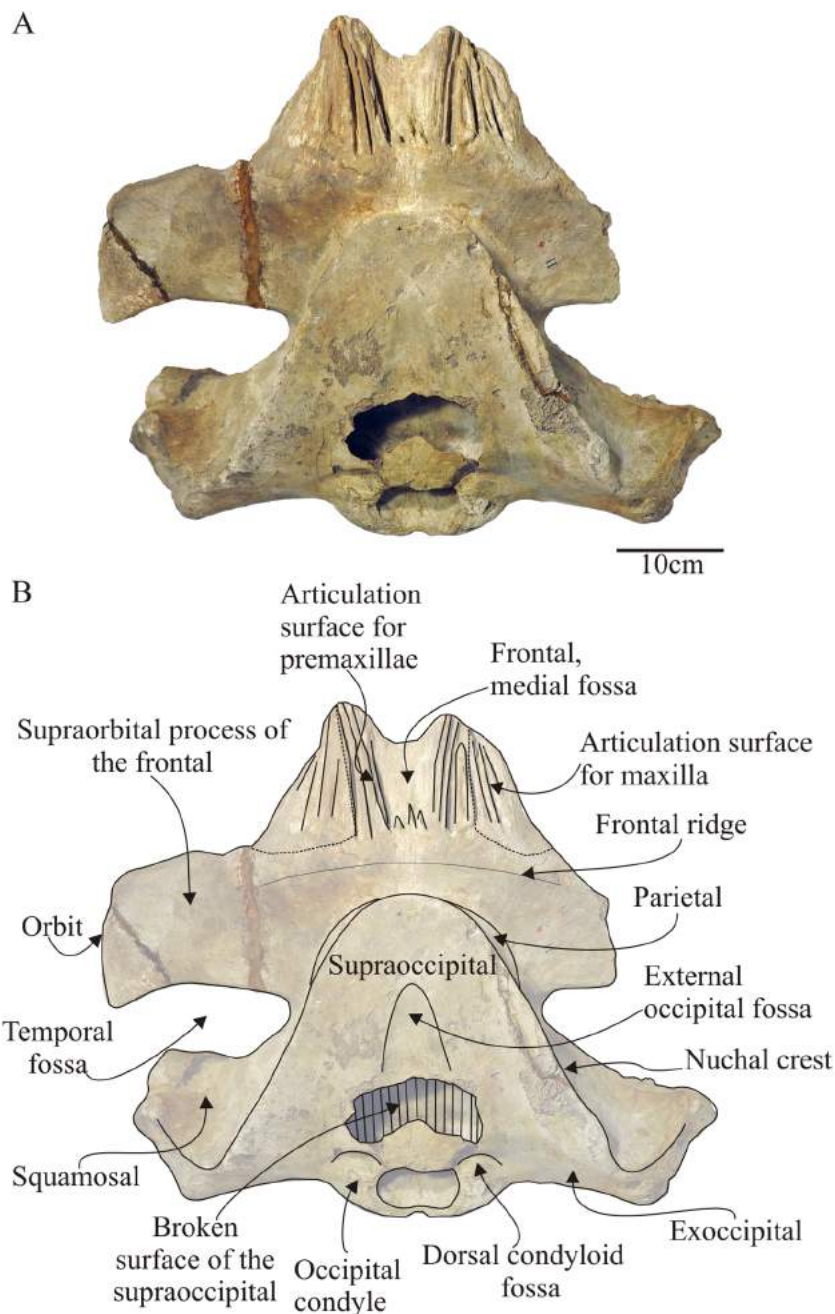 A
10cm
B
Articulation
surface for
premaxillae
Frontal,
medial fossa
Supraorbital process of
the frontal
Articulation surface
for maxilla
Frontal ridge
Parietal
Orbit
Supraoccipital
External
occipital fossa
Temporal
fossa
Nuchal crest
Squamosal
Broken
surface of the
supraoccipital
Occipital
condyle
Dorsal condyloid
fossa
Exoccipital